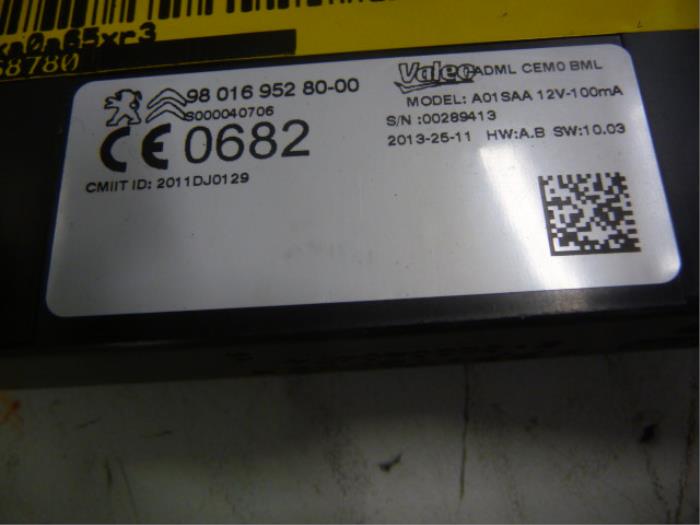 68780
98 016 952 80-00
S000040706
CE 0682
CMIIT ID: 2011DJ0129
Valeo ADML CEM0 BML
MODEL: A01SAA 12V-100mA
S/N :00289413
2013-25-11 HW:A.B SW:10.03